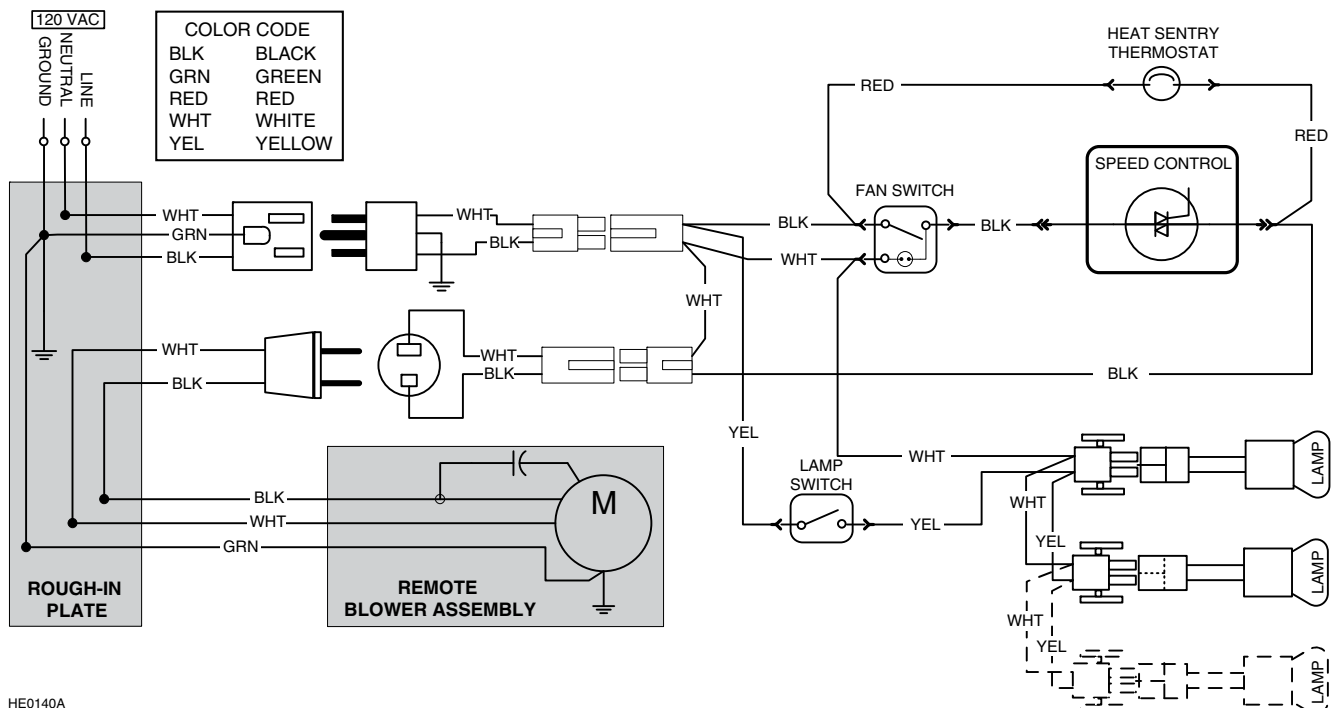 120 VAC
GROUND
NEUTRAL
LINE
COLOR CODE
BLK BLACK
GRN GREEN
RED RED
WHT WHITE
YEL YELLOW
HEAT SENTRY
THERMOSTAT
RED
RED
SPEED CONTROL
FAN SWITCH
WHT
GRN
BLK
WHT
BLK
BLK
WHT
BLK
WHT
WHT
BLK
WHT
BLK
BLK
YEL
WHT
LAMP
SWITCH
YEL
WHT
YEL
LAMP
WHT
YEL
LAMP
LAMP
BLK
WHT
GRN
M
ROUGH-IN
PLATE
REMOTE
BLOWER ASSEMBLY
HE0140A